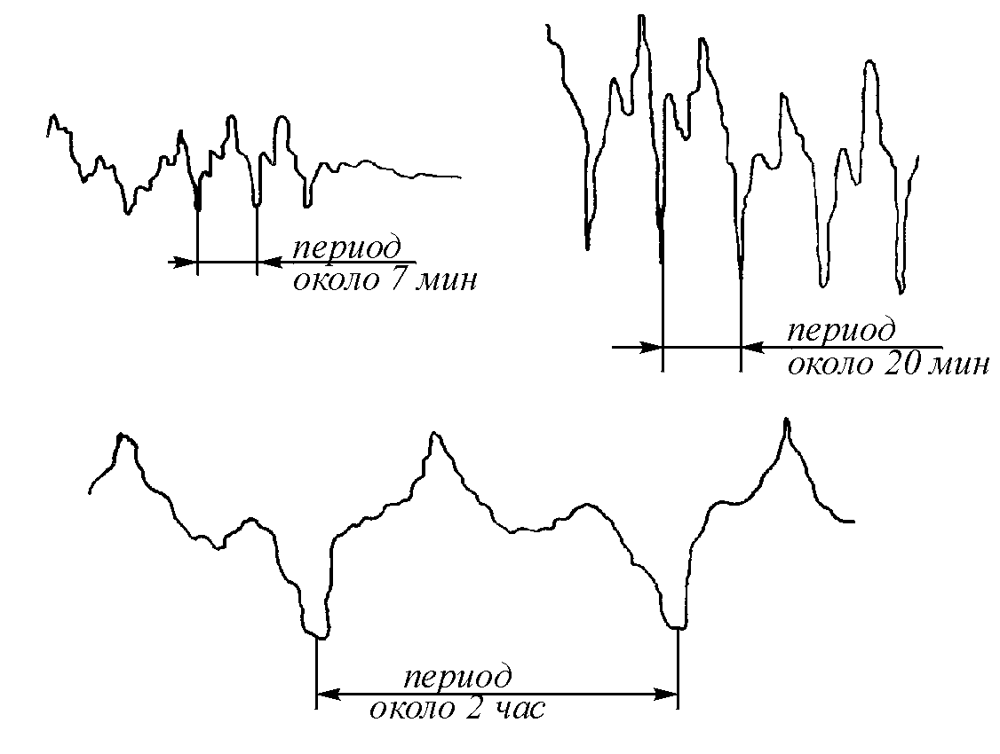 период
около 7 мин
период
около 20 мин
период
около 2 час